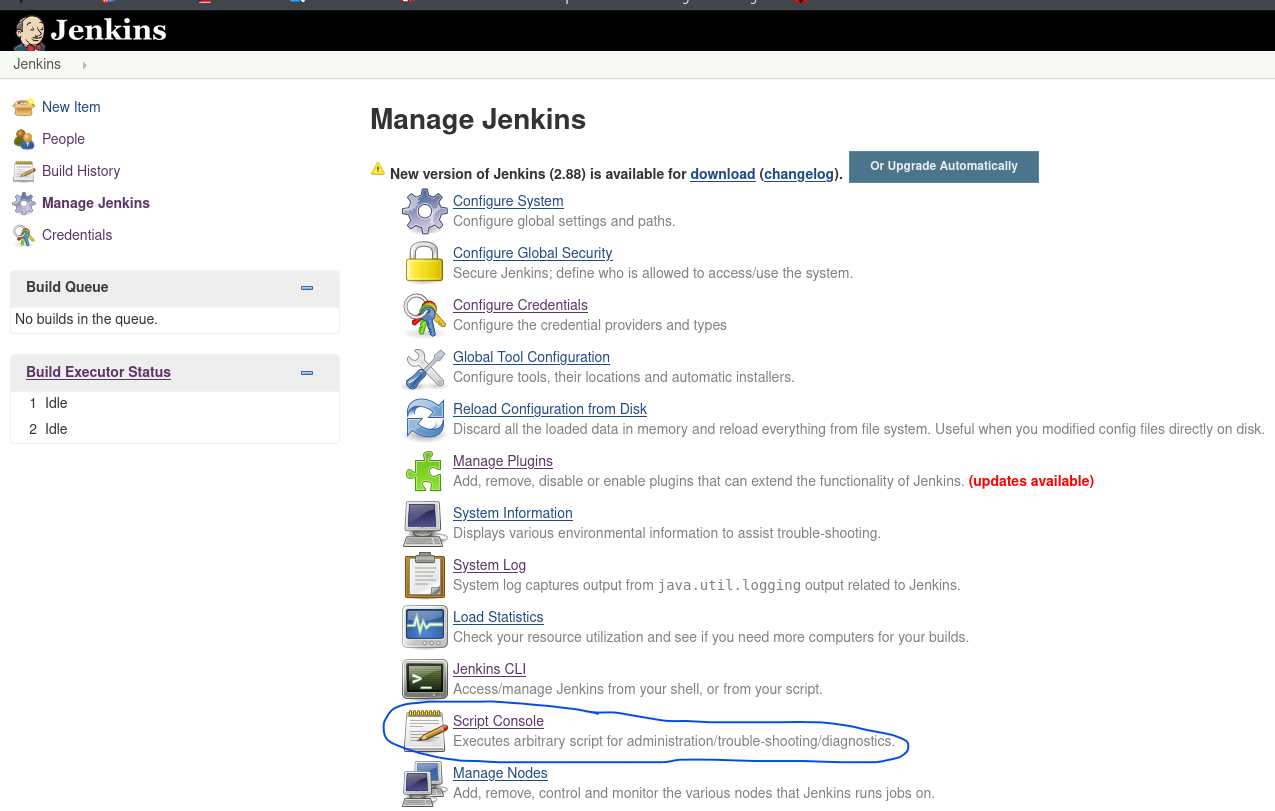 Jenkins
Jenkins
New Item
People
Build History
Manage Jenkins
Credentials
Build Queue
No builds in the queue.
Build Executor Status
1 Idle
2 Idle
Manage Jenkins
New version of Jenkins (2.88) is available for download (changelog). Or Upgrade Automatically
Configure System
Configure global settings and paths.
Configure Global Security
Secure Jenkins; define who is allowed to access/use the system.
Configure Credentials
Configure the credential providers and types
Global Tool Configuration
Configure tools, their locations and automatic installers.
Reload Configuration from Disk
Discard all the loaded data in memory and reload everything from file system. Useful when you modified config files directly on disk.
Manage Plugins
Add, remove, disable or enable plugins that can extend the functionality of Jenkins. (updates available)
System Information
Displays various environmental information to assist trouble-shooting.
System Log
System log captures output from java.util.logging output related to Jenkins.
Load Statistics
Check your resource utilization and see if you need more computers for your builds.
Jenkins CLI
Access/manage Jenkins from your shell, or from your script.
Script Console
Executes arbitrary script for administration/trouble-shooting/diagnostics.
Manage Nodes
Add, remove, control and monitor the various nodes that Jenkins runs jobs on.